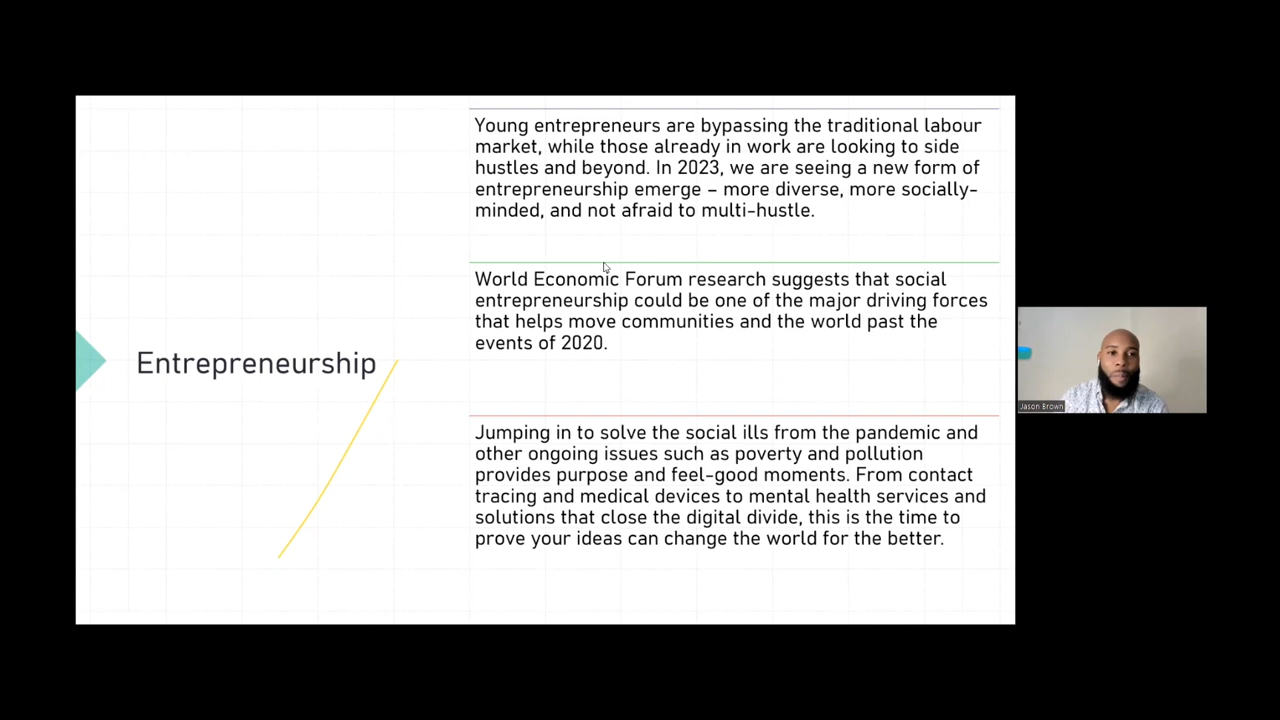 Entrepreneurship
Young entrepreneurs are bypassing the traditional labour
market, while those already in work are looking to side
hustles and beyond. In 2023, we are seeing a new form of
entrepreneurship emerge – more diverse, more socially-
minded, and not afraid to multi-hustle.
World Economic Forum research suggests that social
entrepreneurship could be one of the major driving forces
that helps move communities and the world past the
events of 2020.
Jumping in to solve the social ills from the pandemic and
other ongoing issues such as poverty and pollution
provides purpose and feel-good moments. From contact
tracing and medical devices to mental health services and
solutions that close the digital divide, this is the time to
prove your ideas can change the world for the better.
Jason Brown